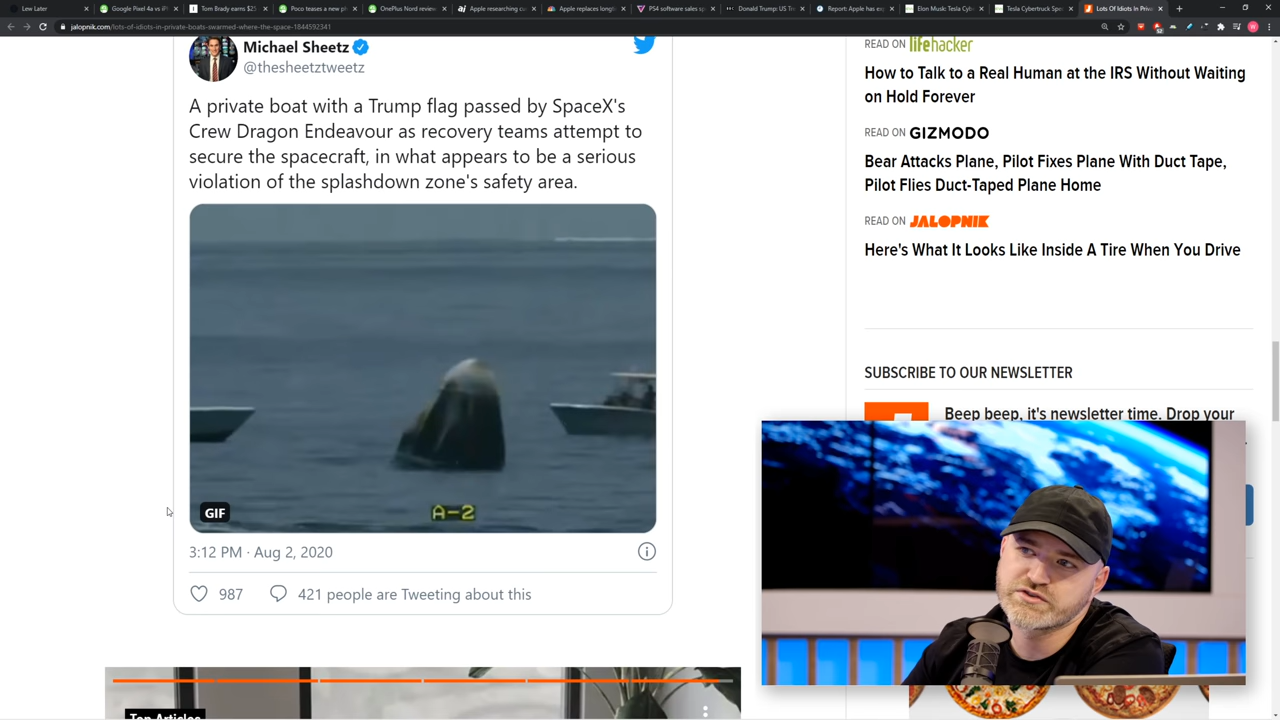 Lew Later
Google Pixel 4a vs iP
Tom Brady earns $2
Poco teases a new pl
OnePlus Nord review
Apple researching cu
Apple replaces longti
PS4 software sales s
Donald Trump: US T
Report: Apple has ex
Elon Musk: Tesla Cyb
Tesla Cybertruck Spe
Lots Of Idiots In Priva
jalopnik.com/lots-of-idiots-in-private-boats-swarmed-where-the-space-1844592341
Michael Sheetz
@thesheetztweetz
A private boat with a Trump flag passed by SpaceX's
Crew Dragon Endeavour as recovery teams attempt to
secure the spacecraft, in what appears to be a serious
violation of the splashdown zone's safety area.
GIF
A-2
3:12 PM · Aug 2, 2020
987
421 people are Tweeting about this
Top Articles
READ ON lifehacker
How to Talk to a Real Human at the IRS Without Waiting
on Hold Forever
READ ON GIZMODO
Bear Attacks Plane, Pilot Fixes Plane With Duct Tape,
Pilot Flies Duct-Taped Plane Home
READ ON JALOPNIK
Here's What It Looks Like Inside A Tire When You Drive
SUBSCRIBE TO OUR NEWSLETTER
Beep beep, it's newsletter time. Drop your